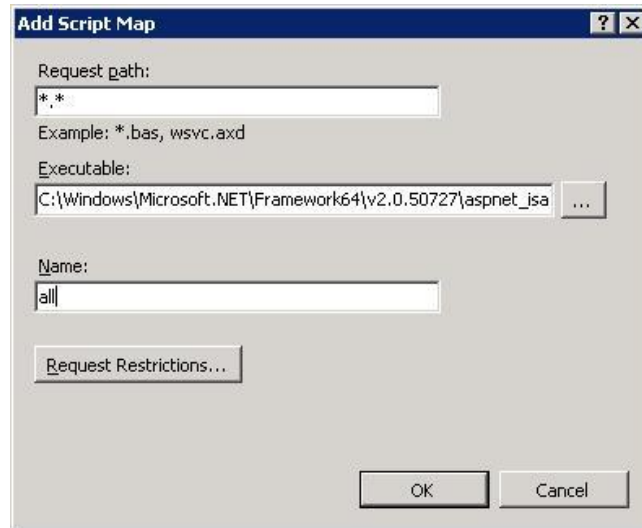 Add Script Map
Request path:
*.*
Example: *.bas, wsvc.axd
Executable:
C:\Windows\Microsoft.NET\Framework64\v2.0.50727\aspnet_isa
...
Name:
all
Request Restrictions...
OK Cancel